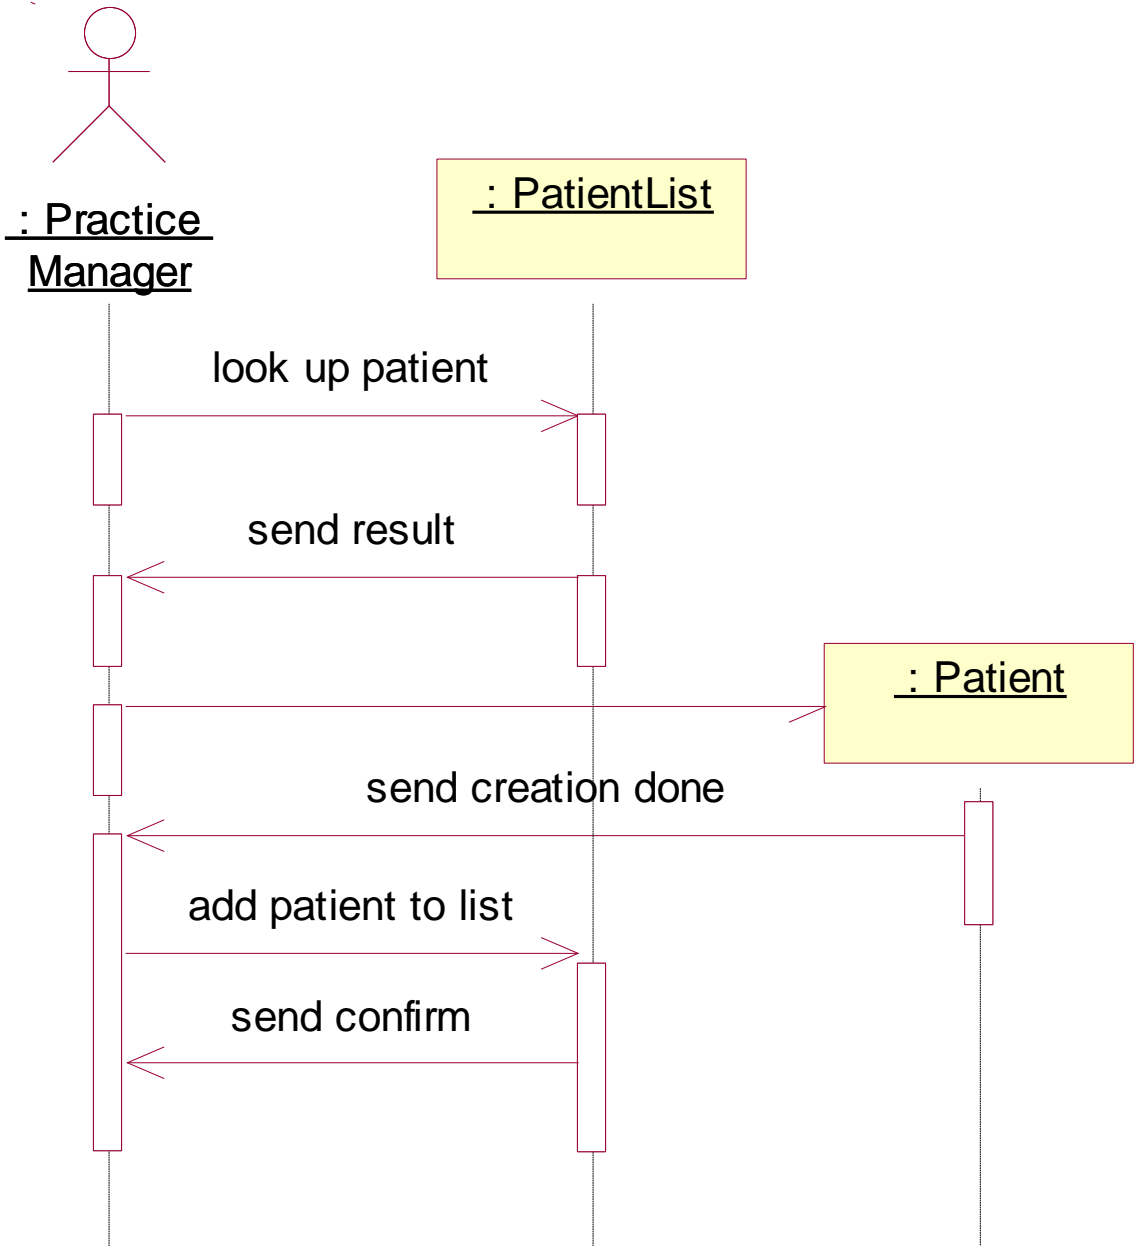 : Practice
Manager
: PatientList
look up patient
send result
: Patient
send creation done
add patient to list
send confirm